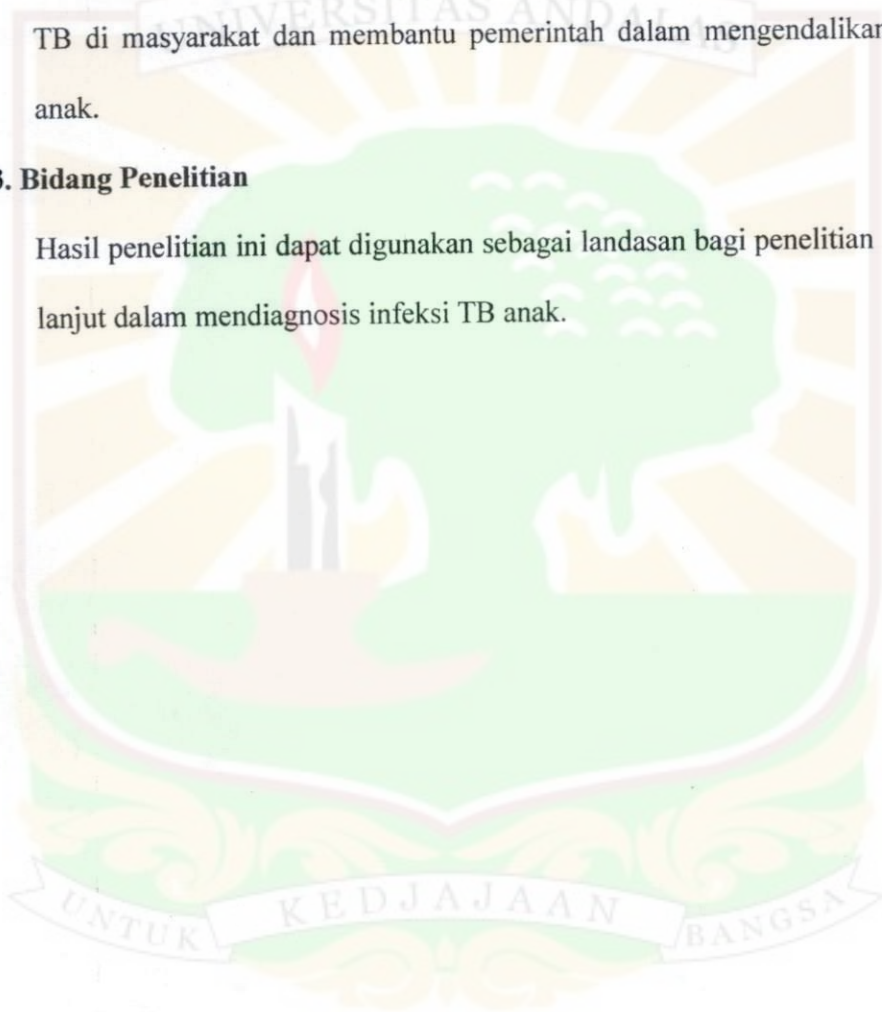 UNIVERSITAS ANDALAS
TB di masyarakat dan membantu pemerintah dalam mengendalikan
anak.
3. Bidang Penelitian
Hasil penelitian ini dapat digunakan sebagai landasan bagi penelitian
lanjut dalam mendiagnosis infeksi TB anak.
UNTUK KEDJAJAAN BANGSA